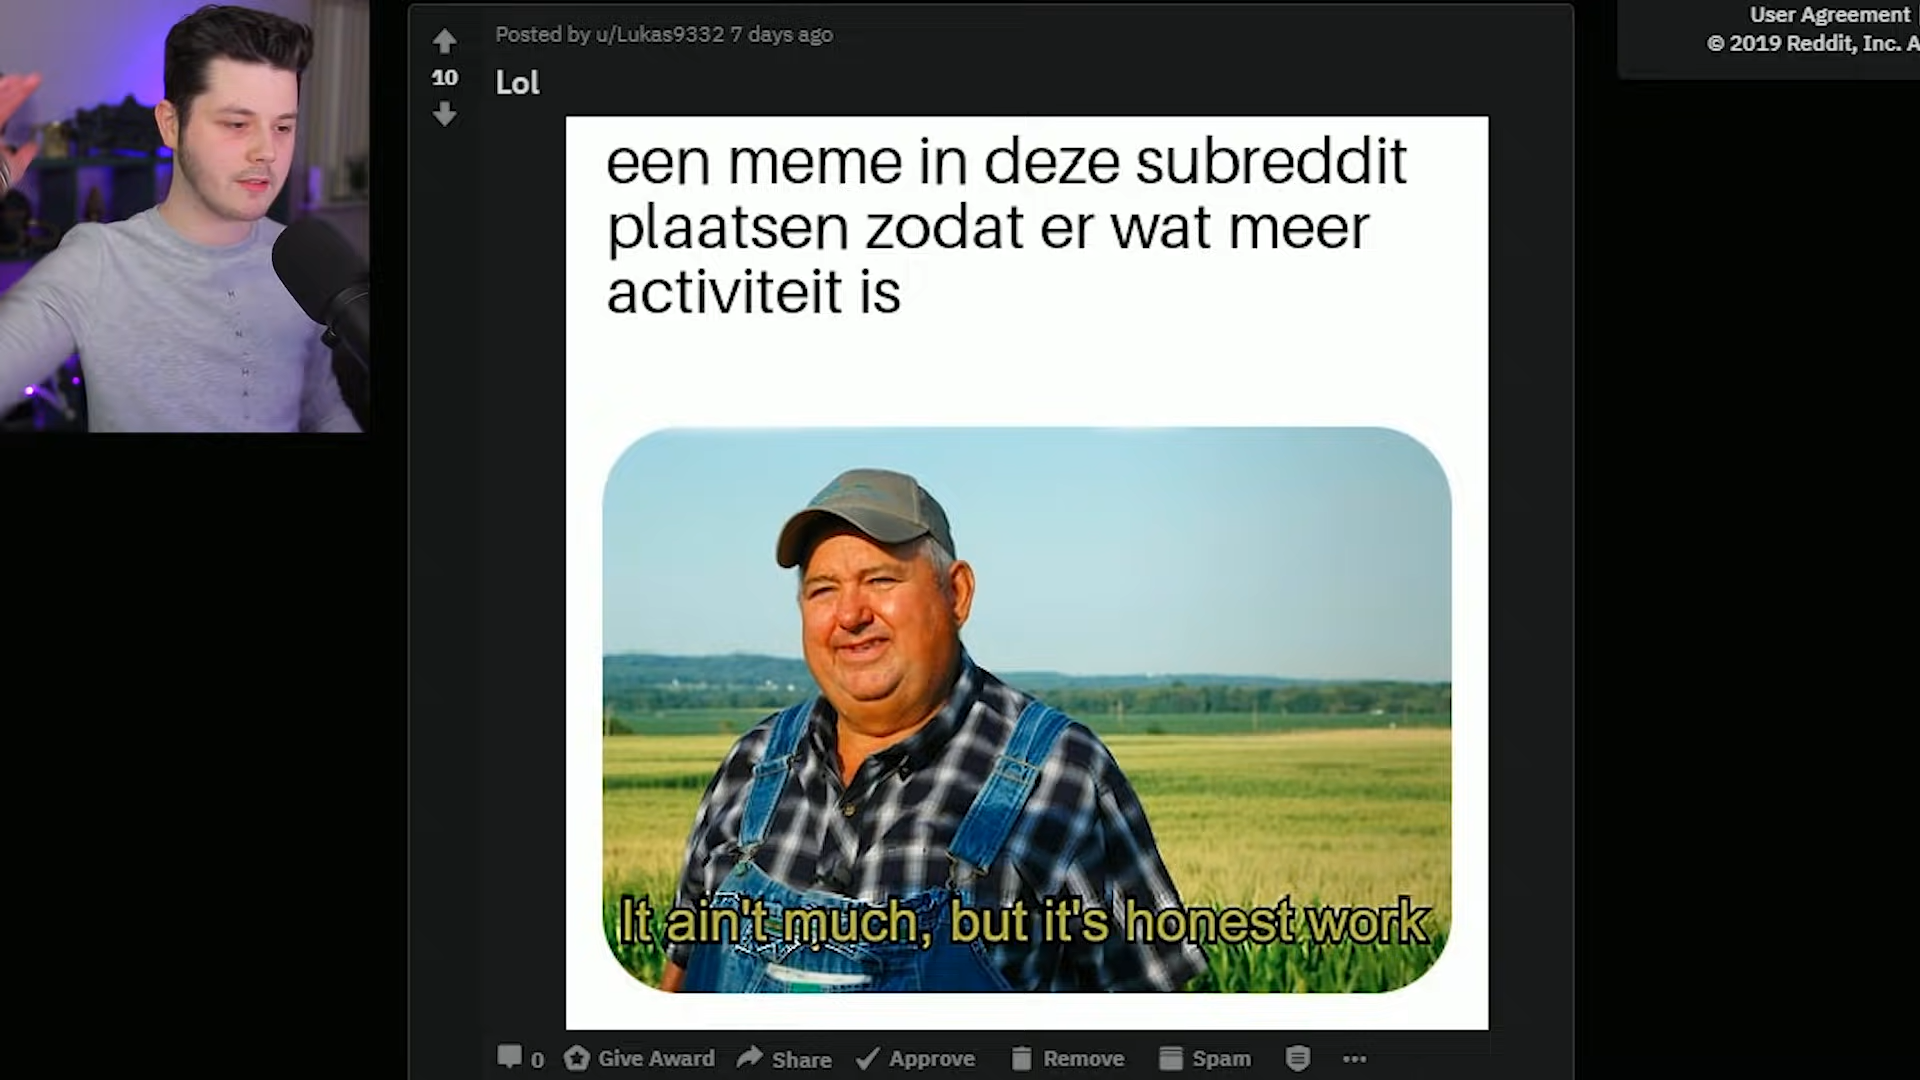 User Agreement
© 2019 Reddit, Inc. A
Posted by u/Lukas9332 7 days ago
10
Lol
een meme in deze subreddit
plaatsen zodat er wat meer
activiteit is
It ain't much, but it's honest work
0 Give Award Share Approve Remove Spam